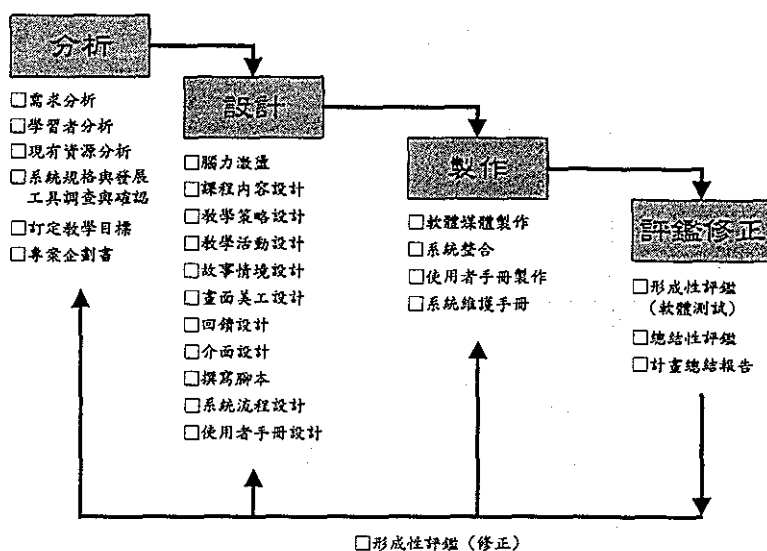 分析
□需求分析
□學習者分析
□現有資源分析
□系統規格與發展
工具調查與確認
□訂定教學目標
□專案企劃書
設計
□腦力激盪
□課程內容設計
□教學策略設計
□教學活動設計
□故事情境設計
□畫面美工設計
□回饋設計
□介面設計
□撰寫腳本
□系統流程設計
□使用者手冊設計
製作
□軟體媒體製作
□系統整合
□使用者手冊製作
□系統維護手冊
評鑑修正
□形成性評鑑
（軟體測試）
□總結性評鑑
□計畫總結報告
□形成性評鑑（修正）